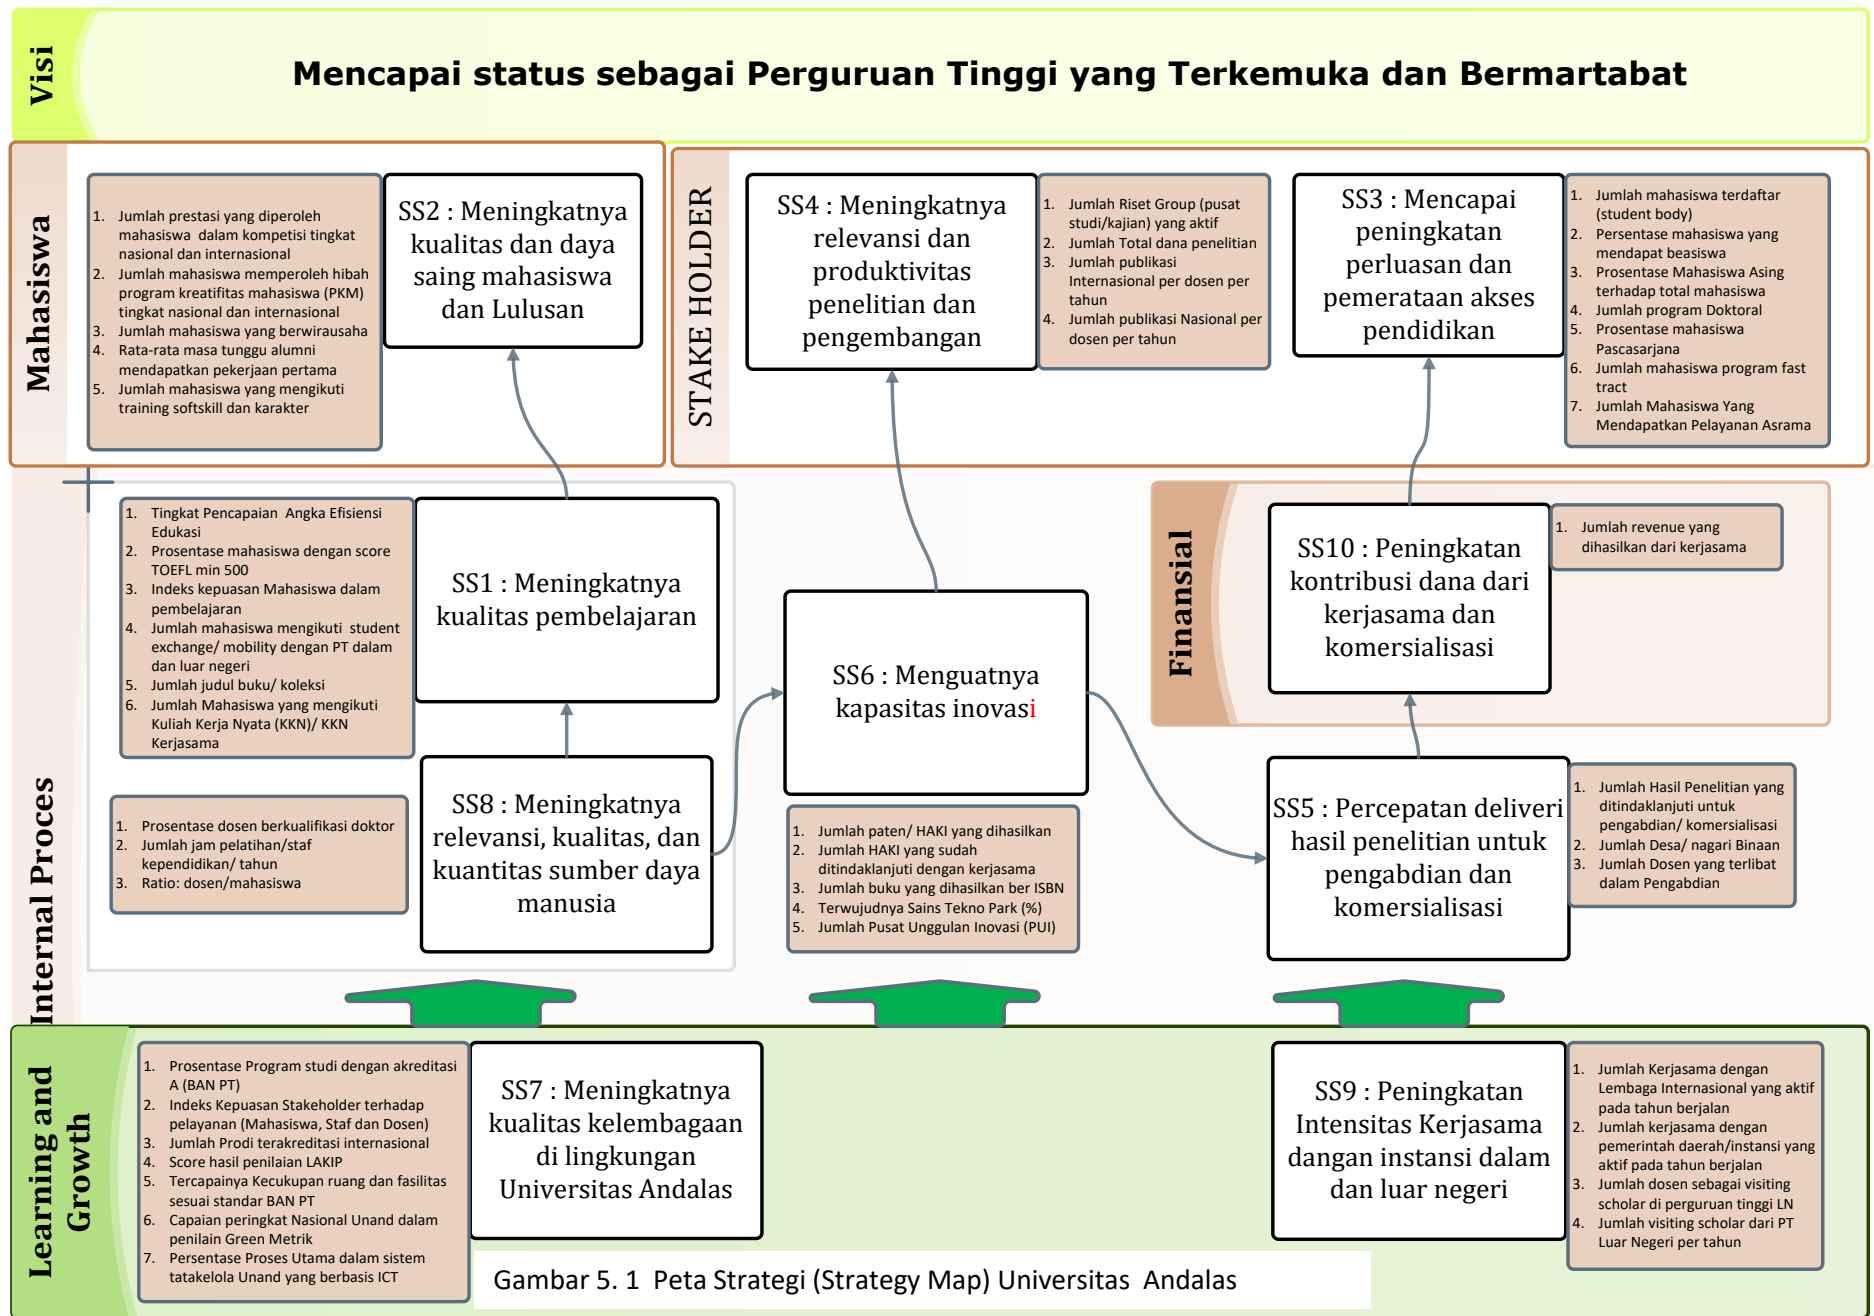 Visi
Mencapai status sebagai Perguruan Tinggi yang Terkemuka dan Bermartabat
Mahasiswa
1. Jumlah prestasi yang diperoleh
mahasiswa dalam kompetisi tingkat
nasional dan internasional
2. Jumlah mahasiswa memperoleh hibah
program kreatifitas mahasiswa (PKM)
tingkat nasional dan internasional
3. Jumlah mahasiswa yang berwirausaha
4. Rata-rata masa tunggu alumni
mendapatkan pekerjaan pertama
5. Jumlah mahasiswa yang mengikuti
training softskill dan karakter
SS2 : Meningkatnya
kualitas dan daya
saing mahasiswa
dan Lulusan
STAKE HOLDER
SS4 : Meningkatnya
relevansi dan
produktivitas
penelitian dan
pengembangan
1. Jumlah Riset Group (pusat
studi/kajian) yang aktif
2. Jumlah Total dana penelitian
3. Jumlah publikasi
Internasional per dosen per
tahun
4. Jumlah publikasi Nasional per
dosen per tahun
SS3 : Mencapai
peningkatan
perluasan dan
pemerataan akses
pendidikan
1. Jumlah mahasiswa terdaftar
(student body)
2. Persentase mahasiswa yang
mendapat beasiswa
3. Prosentase Mahasiswa Asing
terhadap total mahasiswa
4. Jumlah program Doktoral
5. Prosentase mahasiswa
Pascasarjana
6. Jumlah mahasiswa program fast
tract
7. Jumlah Mahasiswa Yang
Mendapatkan Pelayanan Asrama
Internal Proces
1. Tingkat Pencapaian Angka Efisiensi
Edukasi
2. Prosentase mahasiswa dengan score
TOEFL min 500
3. Indeks kepuasan Mahasiswa dalam
pembelajaran
4. Jumlah mahasiswa mengikuti student
exchange/ mobility dengan PT dalam
dan luar negeri
5. Jumlah judul buku/ koleksi
6. Jumlah Mahasiswa yang mengikuti
Kuliah Kerja Nyata (KKN)/ KKN
Kerjasama
SS1 : Meningkatnya
kualitas pembelajaran
1. Prosentase dosen berkualifikasi doktor
2. Jumlah jam pelatihan/staf
kependidikan/ tahun
3. Ratio: dosen/mahasiswa
SS8 : Meningkatnya
relevansi, kualitas, dan
kuantitas sumber daya
manusia
SS6 : Menguatnya
kapasitas inovasi
1. Jumlah paten/ HAKI yang dihasilkan
2. Jumlah HAKI yang sudah
ditindaklanjuti dengan kerjasama
3. Jumlah buku yang dihasilkan ber ISBN
4. Terwujudnya Sains Tekno Park (%)
5. Jumlah Pusat Unggulan Inovasi (PUI)
Finansial
SS10 : Peningkatan
kontribusi dana dari
kerjasama dan
komersialisasi
1. Jumlah revenue yang
dihasilkan dari kerjasama
SS5 : Percepatan deliveri
hasil penelitian untuk
pengabdian dan
komersialisasi
1. Jumlah Hasil Penelitian yang
ditindaklanjuti untuk
pengabdian/ komersialisasi
2. Jumlah Desa/ nagari Binaan
3. Jumlah Dosen yang terlibat
dalam Pengabdian
Learning and
Growth
1. Prosentase Program studi dengan akreditasi
A (BAN PT)
2. Indeks Kepuasan Stakeholder terhadap
pelayanan (Mahasiswa, Staf dan Dosen)
3. Jumlah Prodi terakreditasi internasional
4. Score hasil penilaian LAKIP
5. Tercapainya Kecukupan ruang dan fasilitas
sesuai standar BAN PT
6. Capaian peringkat Nasional Unand dalam
penilain Green Metrik
7. Persentase Proses Utama dalam sistem
tatakelola Unand yang berbasis ICT
SS7 : Meningkatnya
kualitas kelembagaan
di lingkungan
Universitas Andalas
SS9 : Peningkatan
Intensitas Kerjasama
dangan instansi dalam
dan luar negeri
1. Jumlah Kerjasama dengan
Lembaga Internasional yang aktif
pada tahun berjalan
2. Jumlah kerjasama dengan
pemerintah daerah/instansi yang
aktif pada tahun berjalan
3. Jumlah dosen sebagai visiting
scholar di perguruan tinggi LN
4. Jumlah visiting scholar dari PT
Luar Negeri per tahun
Gambar 5. 1 Peta Strategi (Strategy Map) Universitas Andalas